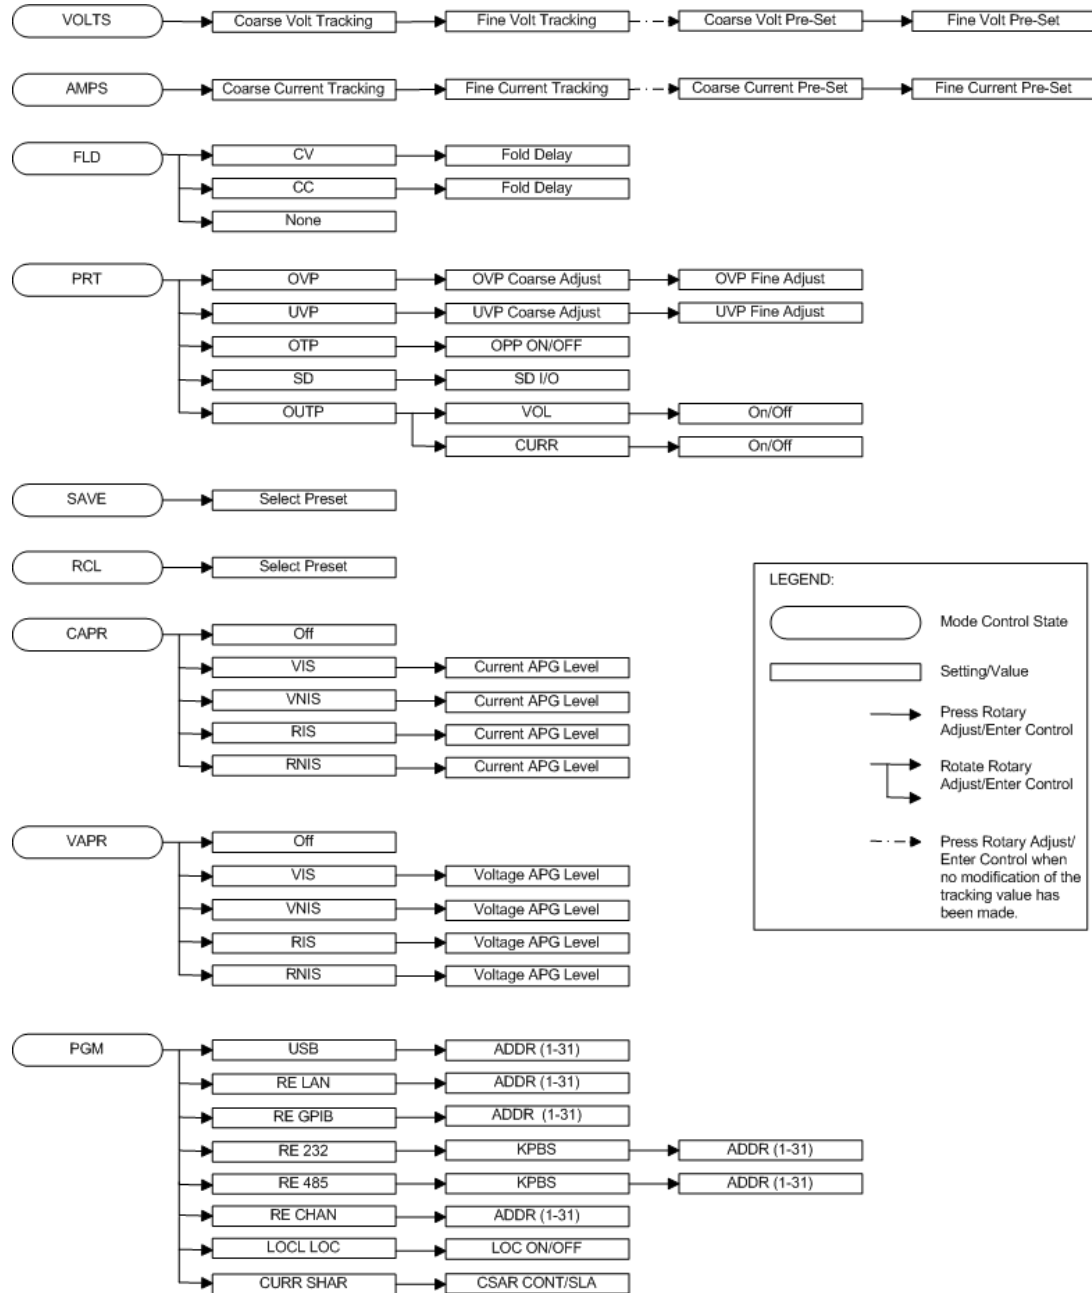 VOLTS Coarse Volt Tracking Fine Volt Tracking Coarse Volt Pre-Set Fine Volt Pre-Set
AMPS Coarse Current Tracking Fine Current Tracking Coarse Current Pre-Set Fine Current Pre-Set
FLD CV Fold Delay
CC Fold Delay
None
PRT OVP OVP Coarse Adjust OVP Fine Adjust
UVP UVP Coarse Adjust UVP Fine Adjust
OTP OPP ON/OFF
SD SD I/O
OUTP VOL On/Off
CURR On/Off
SAVE Select Preset
RCL Select Preset
CAPR Off
VIS Current APG Level
VNIS Current APG Level
RIS Current APG Level
RNIS Current APG Level
VAPR Off
VIS Voltage APG Level
VNIS Voltage APG Level
RIS Voltage APG Level
RNIS Voltage APG Level
PGM USB ADDR (1-31)
RE LAN ADDR (1-31)
RE GPIB ADDR (1-31)
RE 232 KPBS ADDR (1-31)
RE 485 KPBS ADDR (1-31)
RE CHAN ADDR (1-31)
LOCL LOC LOC ON/OFF
CURR SHAR CSAR CONT/SLA
LEGEND:
Mode Control State
Setting/Value
Press Rotary
Adjust/Enter Control
Rotate Rotary
Adjust/Enter Control
Press Rotary Adjust/
Enter Control when
no modification of the
tracking value has
been made.